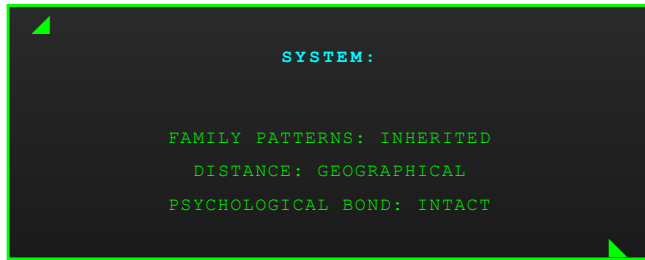 SYSTEM:
FAMILY PATTERNS: INHERITED
DISTANCE: GEOGRAPHICAL
PSYCHOLOGICAL BOND: INTACT